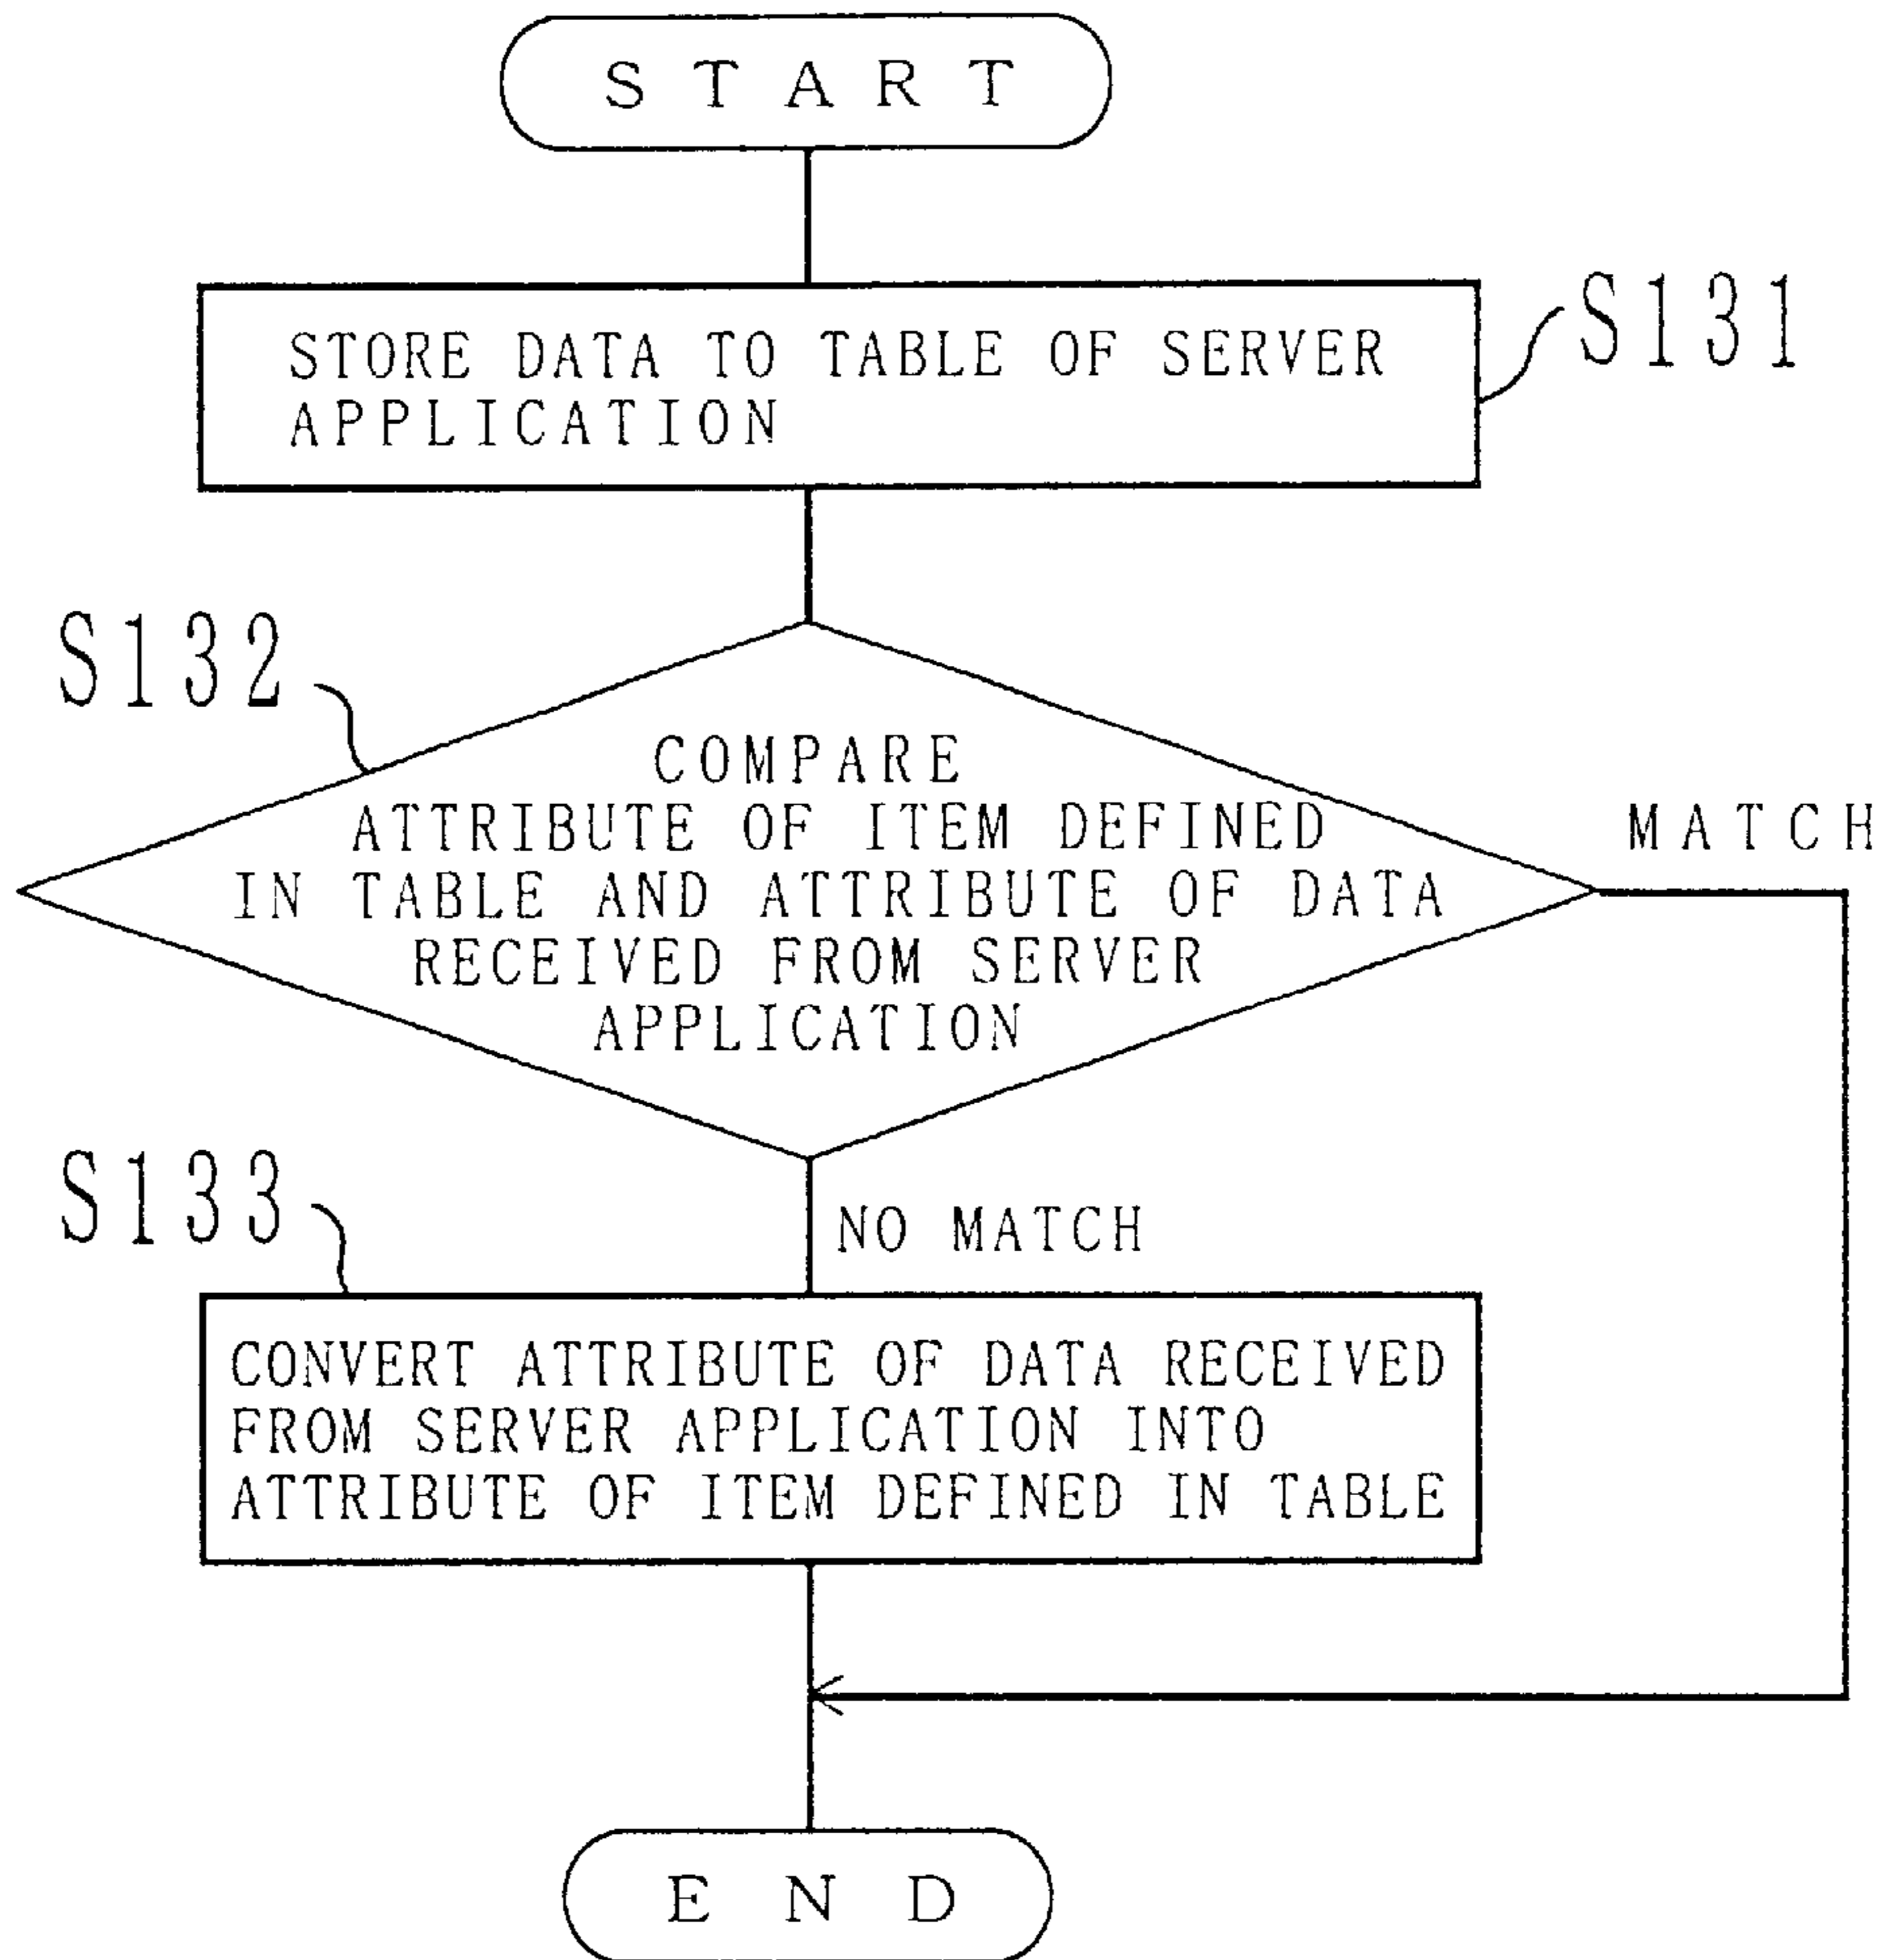 START
STORE DATA TO TABLE OF SERVER
APPLICATION
S131
S132
COMPARE
ATTRIBUTE OF ITEM DEFINED
IN TABLE AND ATTRIBUTE OF DATA
RECEIVED FROM SERVER
APPLICATION
MATCH
S133
NO MATCH
CONVERT ATTRIBUTE OF DATA RECEIVED
FROM SERVER APPLICATION INTO
ATTRIBUTE OF ITEM DEFINED IN TABLE
END